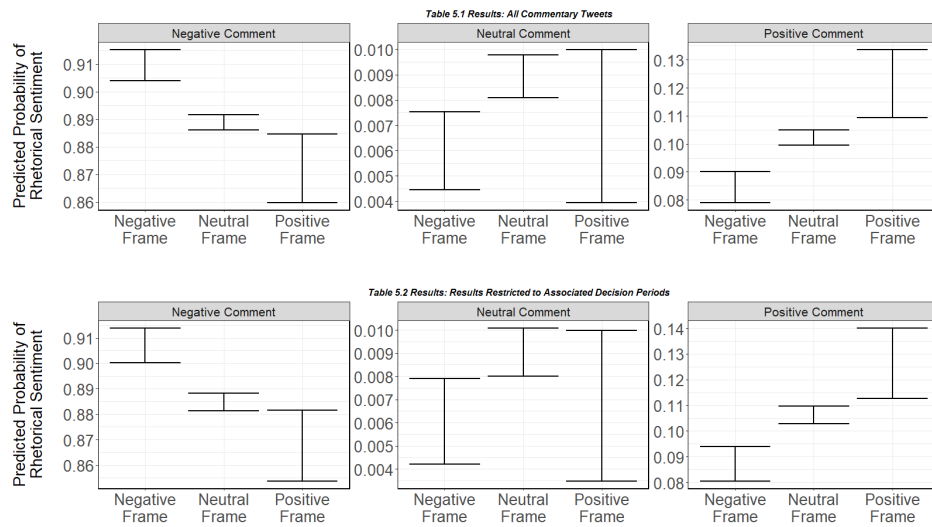 Table 5.1 Results: All Commentary Tweets
Negative Comment
Neutral Comment
Positive Comment
Predicted Probability of
Rhetorical Sentiment
0.91
0.90
0.89
0.88
0.87
0.86
0.010
0.009
0.008
0.007
0.006
0.005
0.004
0.13
0.12
0.11
0.10
0.09
0.08
Negative
Frame
Neutral
Frame
Positive
Frame
Negative
Frame
Neutral
Frame
Positive
Frame
Negative
Frame
Neutral
Frame
Positive
Frame
Table 5.2 Results: Results Restricted to Associated Decision Periods
Negative Comment
Neutral Comment
Positive Comment
Predicted Probability of
Rhetorical Sentiment
0.91
0.90
0.89
0.88
0.87
0.86
0.010
0.009
0.008
0.007
0.006
0.005
0.004
0.14
0.13
0.12
0.11
0.10
0.09
0.08
Negative
Frame
Neutral
Frame
Positive
Frame
Negative
Frame
Neutral
Frame
Positive
Frame
Negative
Frame
Neutral
Frame
Positive
Frame